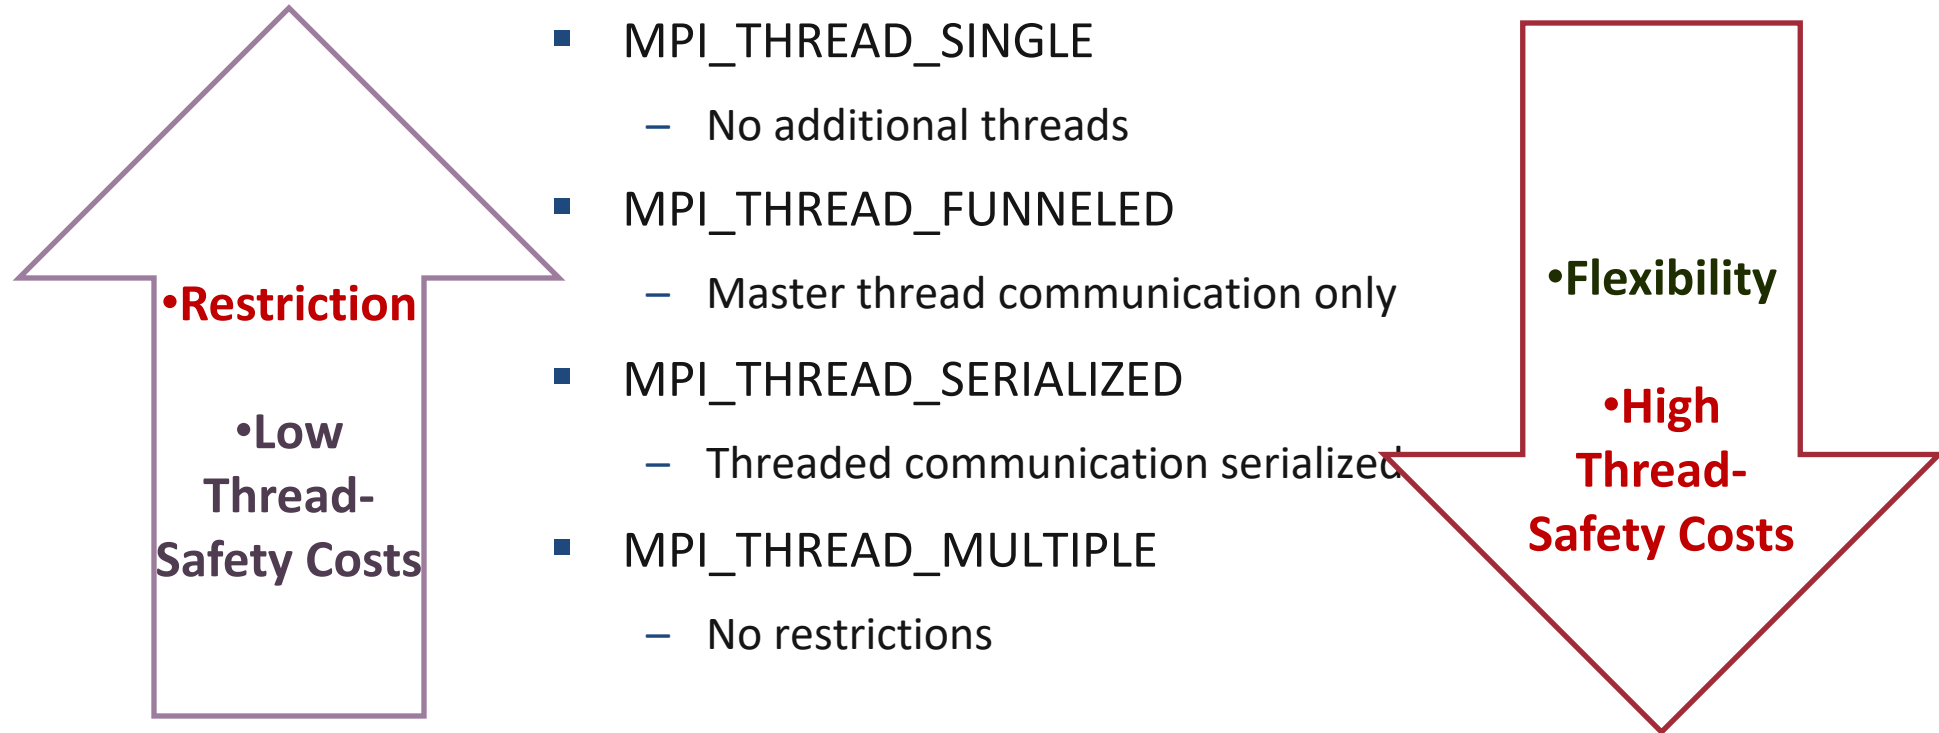 •Restriction
•Low
Thread-
Safety Costs
▪ MPI_THREAD_SINGLE
– No additional threads
▪ MPI_THREAD_FUNNELED
– Master thread communication only
▪ MPI_THREAD_SERIALIZED
– Threaded communication serialized
▪ MPI_THREAD_MULTIPLE
– No restrictions
•Flexibility
•High
Thread-
Safety Costs